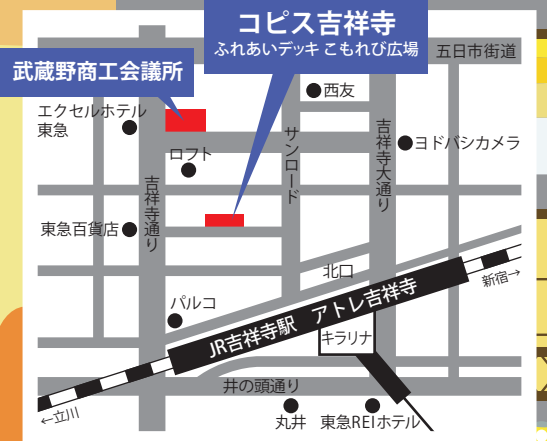 コピス吉祥寺
ふれあいデッキ こもれび広場
五日市街道
武蔵野商工会議所
西友
エクセルホテル
東急
サンロード
吉祥寺大通り
ヨドバシカメラ
ロフト
吉祥寺通り
東急百貨店
北口
新宿→
パルコ
JR吉祥寺駅 アトレ吉祥寺
キラリナ
井の頭通り
←立川
丸井
東急REIホテル